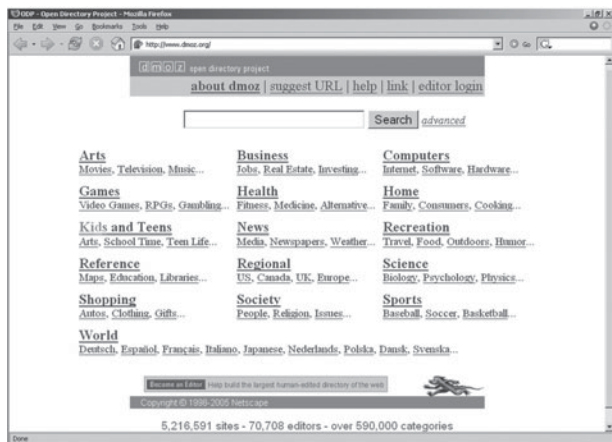 ODP - Open Directory Project - Mozilla Firefox
File Edit View Go Bookmarks Tools Help
http://www.dmoz.org/ Go
dmoz open directory project
about dmoz | suggest URL | help | link | editor login
Search advanced
Arts Business Computers
Movies, Television, Music... Jobs, Real Estate, Investing... Internet, Software, Hardware...
Games Health Home
Video Games, RPGs, Gambling... Fitness, Medicine, Alternative... Family, Consumers, Cooking...
Kids and Teens News Recreation
Arts, School Time, Teen Life... Media, Newspapers, Weather... Travel, Food, Outdoors, Humor...
Reference Regional Science
Maps, Education, Libraries... US, Canada, UK, Europe... Biology, Psychology, Physics...
Shopping Society Sports
Autos, Clothing, Gifts... People, Religion, Issues... Baseball, Soccer, Basketball...
World
Deutsch, Español, Français, Italiano, Japanese, Nederlands, Polska, Dansk, Svenska...
Become an Editor Help build the largest human-edited directory of the web
Copyright © 1998-2005 Netscape
5,216,591 sites - 70,708 editors - over 590,000 categories
Done